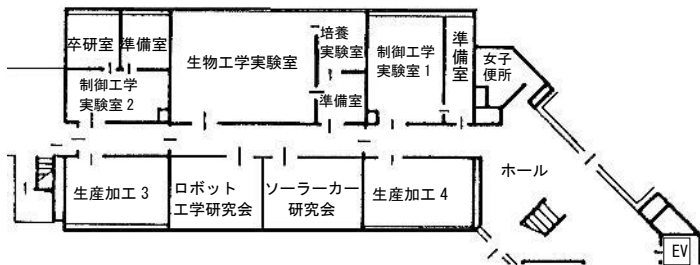 卒研室
準備室
生物工学実験室
培養
実験室
制御工学
実験室1
準備室
女子
便所
制御工学
実験室2
準備室
生産加工3
ロボット
工学研究会
ソーラーカー
研究会
生産加工4
ホール
EV